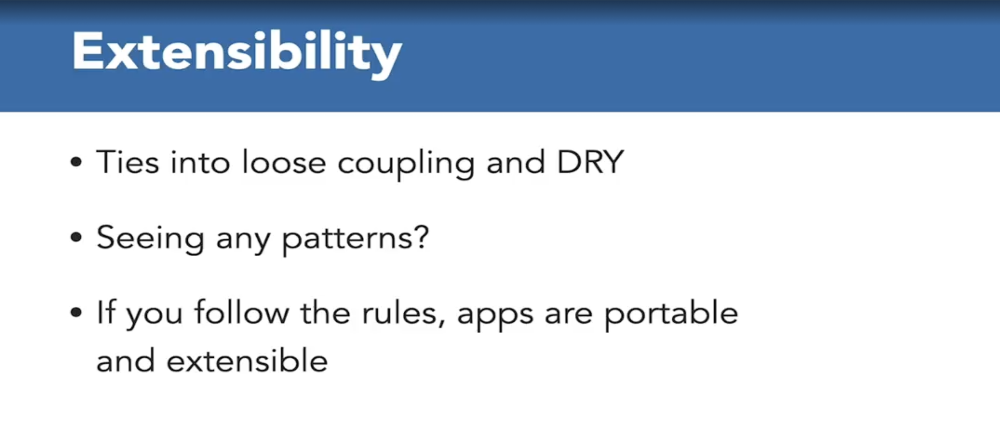 Extensibility
• Ties into loose coupling and DRY
• Seeing any patterns?
• If you follow the rules, apps are portable
and extensible